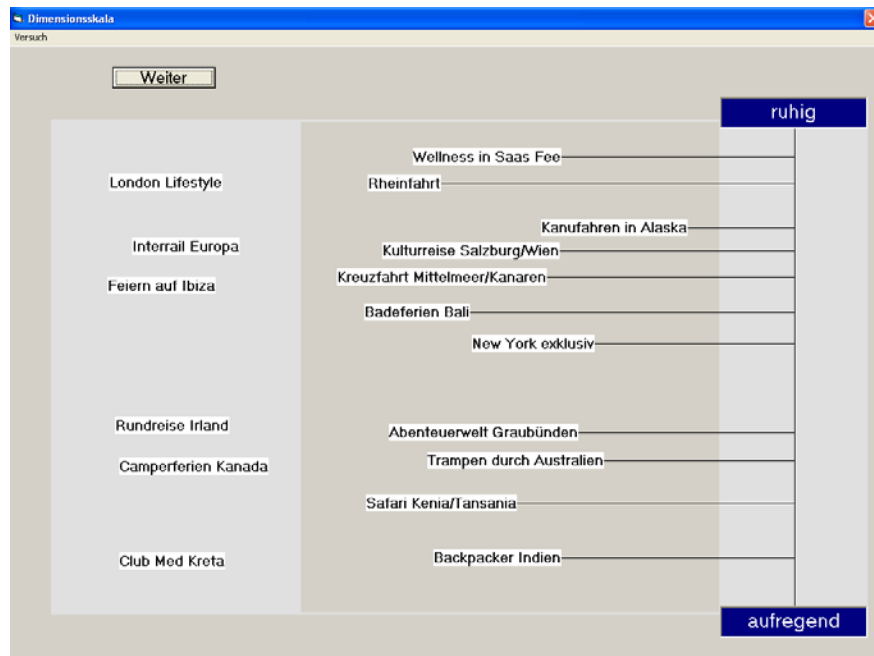 Dimensionsskala
Versuch
Weiter
ruhig
Wellness in Saas Fee
London Lifestyle
Rheinfahrt
Kanufahren in Alaska
Interrail Europa
Kulturreise Salzburg/Wien
Kreuzfahrt Mittelmeer/Kanaren
Feiern auf Ibiza
Badeferien Bali
New York exklusiv
Rundreise Irland
Abenteuerwelt Graubünden
Trampen durch Australien
Camperferien Kanada
Safari Kenia/Tansania
Backpacker Indien
Club Med Kreta
aufregend